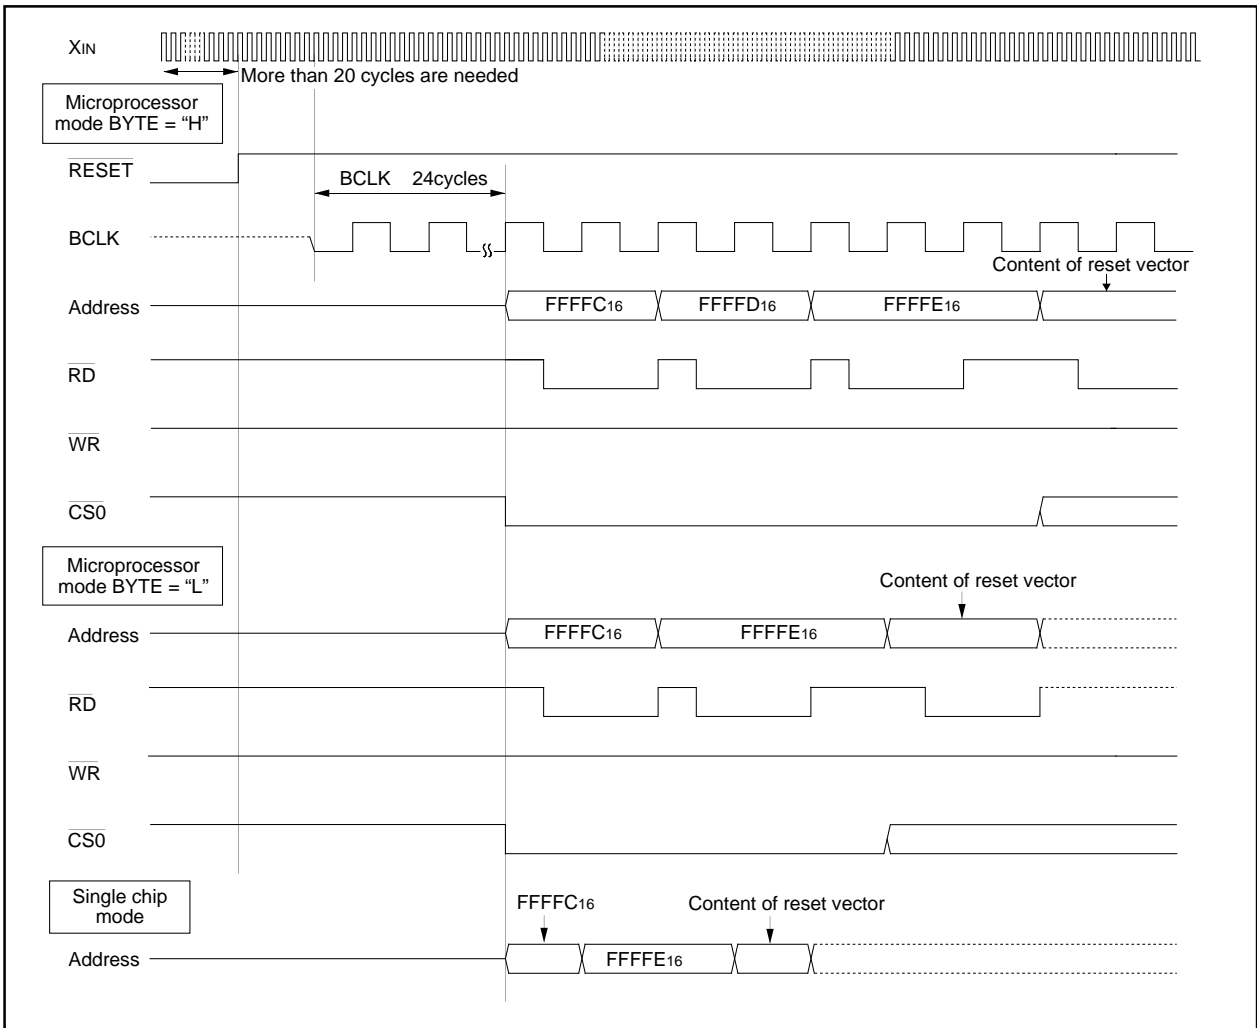 XIN
More than 20 cycles are needed
Microprocessor
mode BYTE = “H”
RESET
BCLK 24cycles
BCLK
Content of reset vector
Address
FFFFC16
FFFFD16
FFFFE16
RD
WR
CS0
Microprocessor
mode BYTE = “L”
Content of reset vector
Address
FFFFC16
FFFFE16
RD
WR
CS0
Single chip
mode
FFFFC16
Content of reset vector
Address
FFFFE16